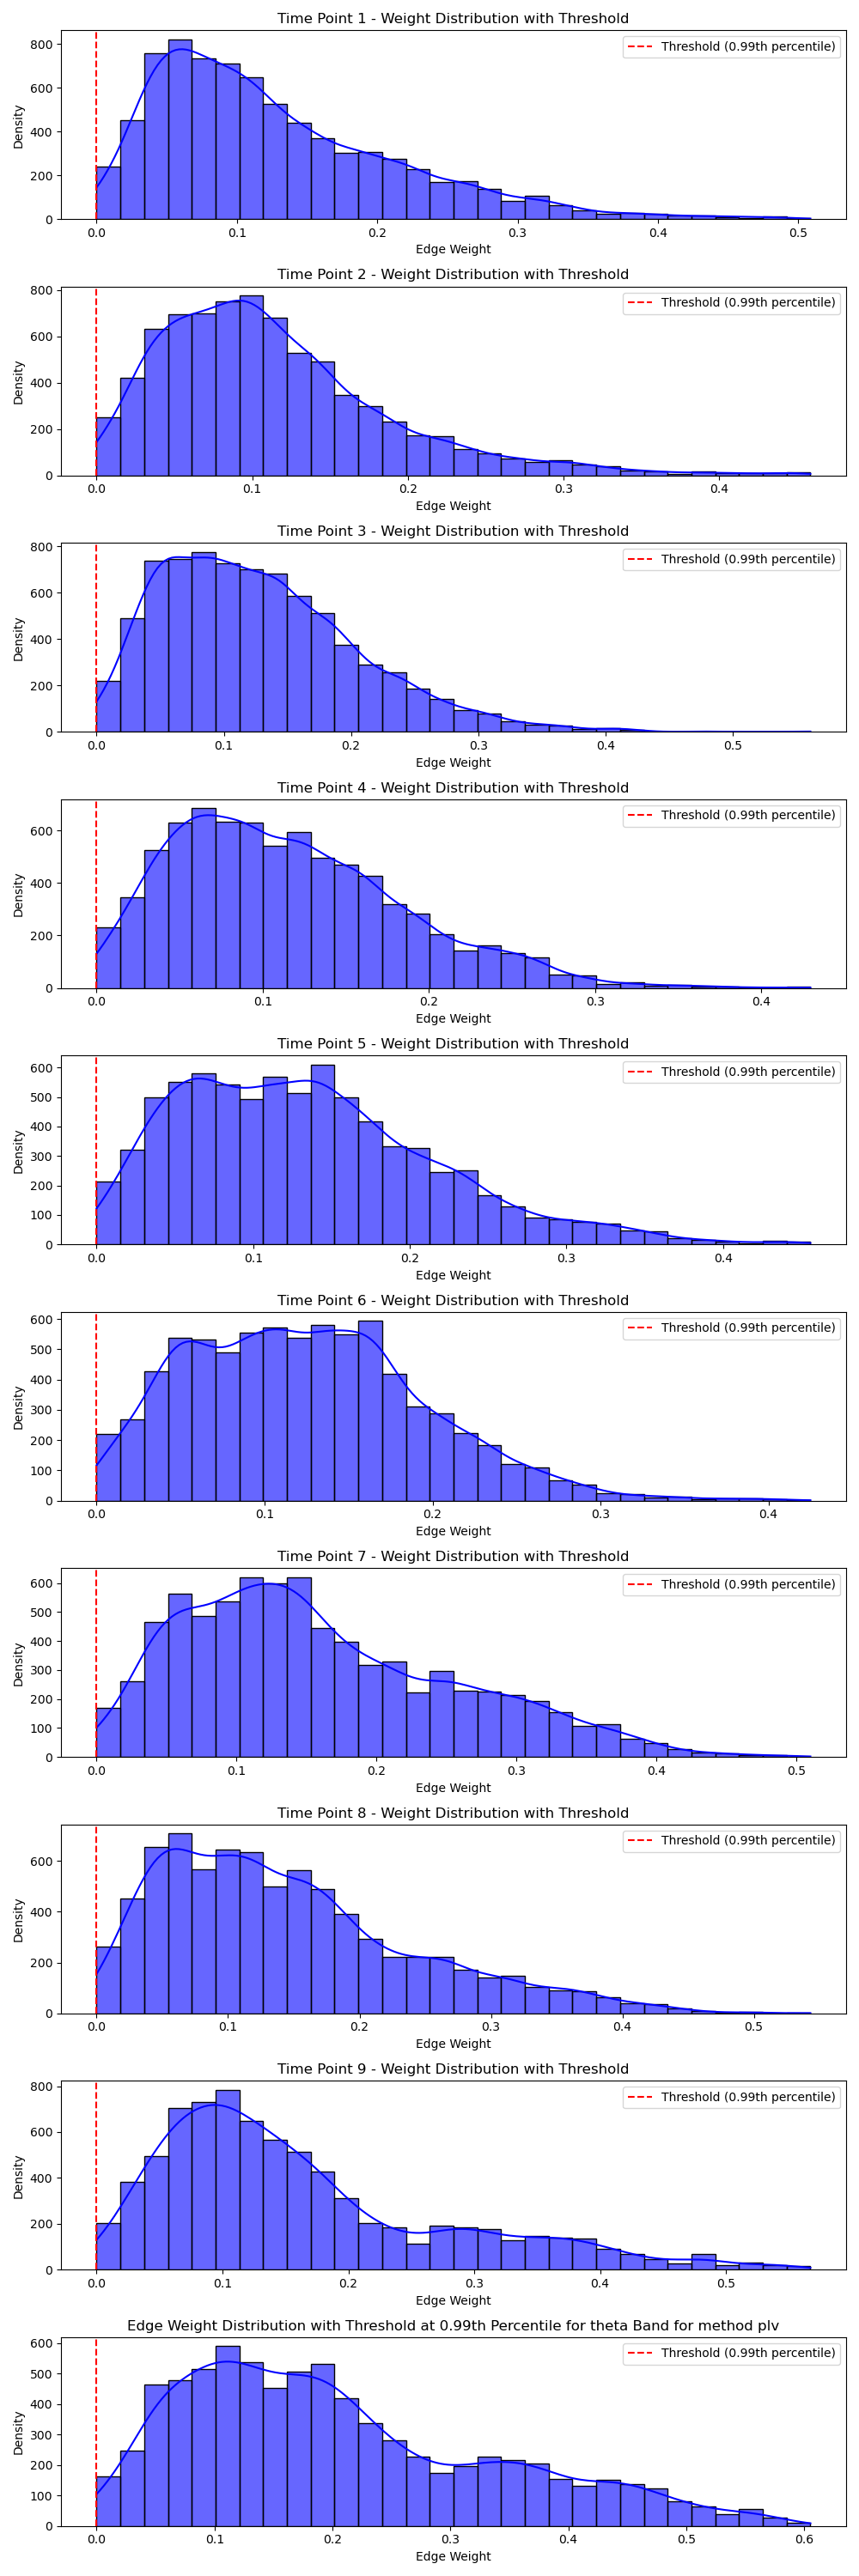 Time Point 1 - Weight Distribution with Threshold
Threshold (0.99th percentile)
Density
800
600
400
200
0
0.0 0.1 0.2 0.3 0.4 0.5
Edge Weight
Time Point 2 - Weight Distribution with Threshold
Threshold (0.99th percentile)
Density
800
600
400
200
0
0.0 0.1 0.2 0.3 0.4
Edge Weight
Time Point 3 - Weight Distribution with Threshold
Threshold (0.99th percentile)
Density
800
600
400
200
0
0.0 0.1 0.2 0.3 0.4 0.5
Edge Weight
Time Point 4 - Weight Distribution with Threshold
Threshold (0.99th percentile)
Density
600
400
200
0
0.0 0.1 0.2 0.3 0.4
Edge Weight
Time Point 5 - Weight Distribution with Threshold
Threshold (0.99th percentile)
Density
600
500
400
300
200
100
0
0.0 0.1 0.2 0.3 0.4
Edge Weight
Time Point 6 - Weight Distribution with Threshold
Threshold (0.99th percentile)
Density
600
500
400
300
200
100
0
0.0 0.1 0.2 0.3 0.4
Edge Weight
Time Point 7 - Weight Distribution with Threshold
Threshold (0.99th percentile)
Density
600
500
400
300
200
100
0
0.0 0.1 0.2 0.3 0.4 0.5
Edge Weight
Time Point 8 - Weight Distribution with Threshold
Threshold (0.99th percentile)
Density
600
400
200
0
0.0 0.1 0.2 0.3 0.4 0.5
Edge Weight
Time Point 9 - Weight Distribution with Threshold
Threshold (0.99th percentile)
Density
800
600
400
200
0
0.0 0.1 0.2 0.3 0.4 0.5
Edge Weight
Edge Weight Distribution with Threshold at 0.99th Percentile for theta Band for method plv
Threshold (0.99th percentile)
Density
600
500
400
300
200
100
0
0.0 0.1 0.2 0.3 0.4 0.5 0.6
Edge Weight